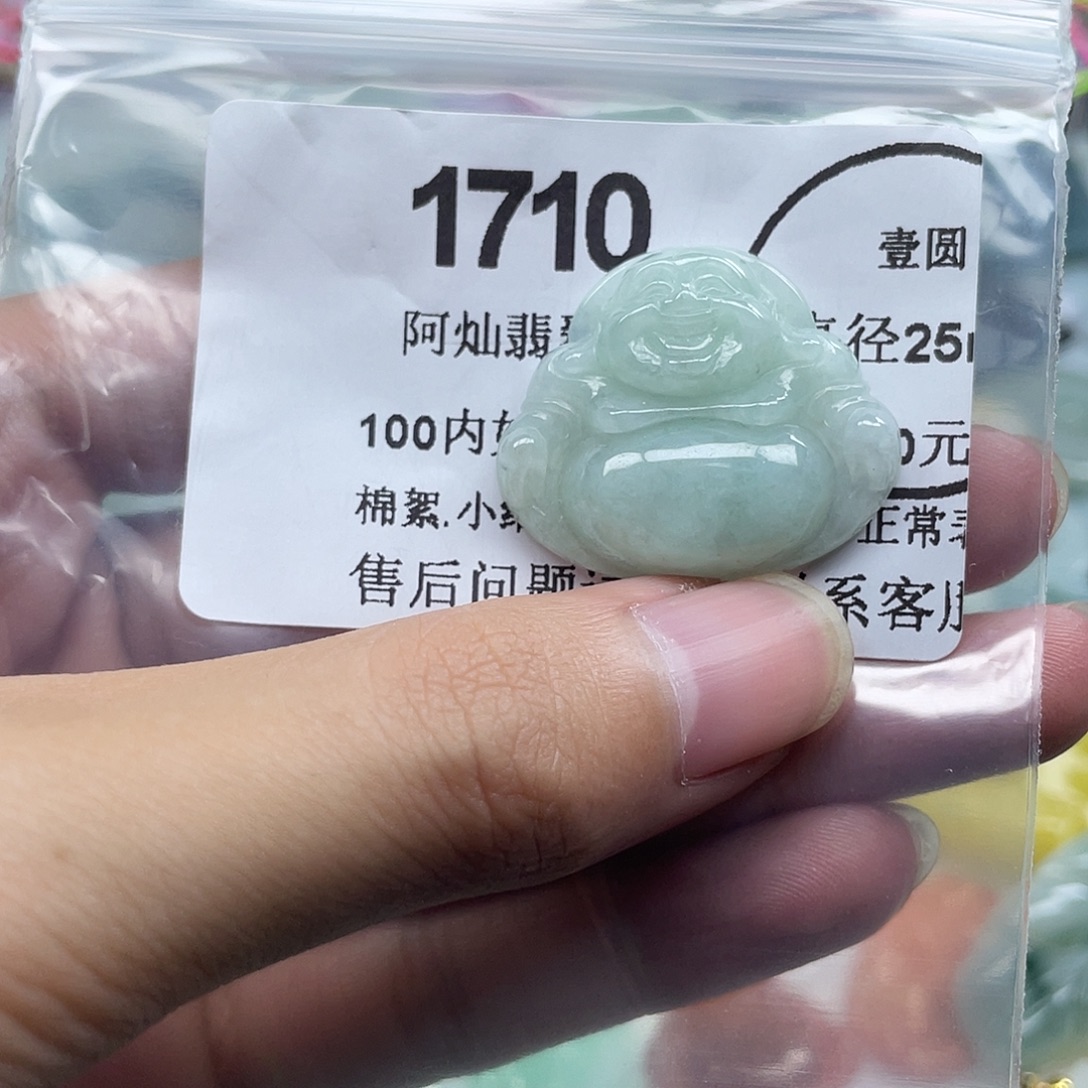 1710
壹圆
阿灿翡 径25
100内 0元
棉絮.小 正常
售后问题 系客